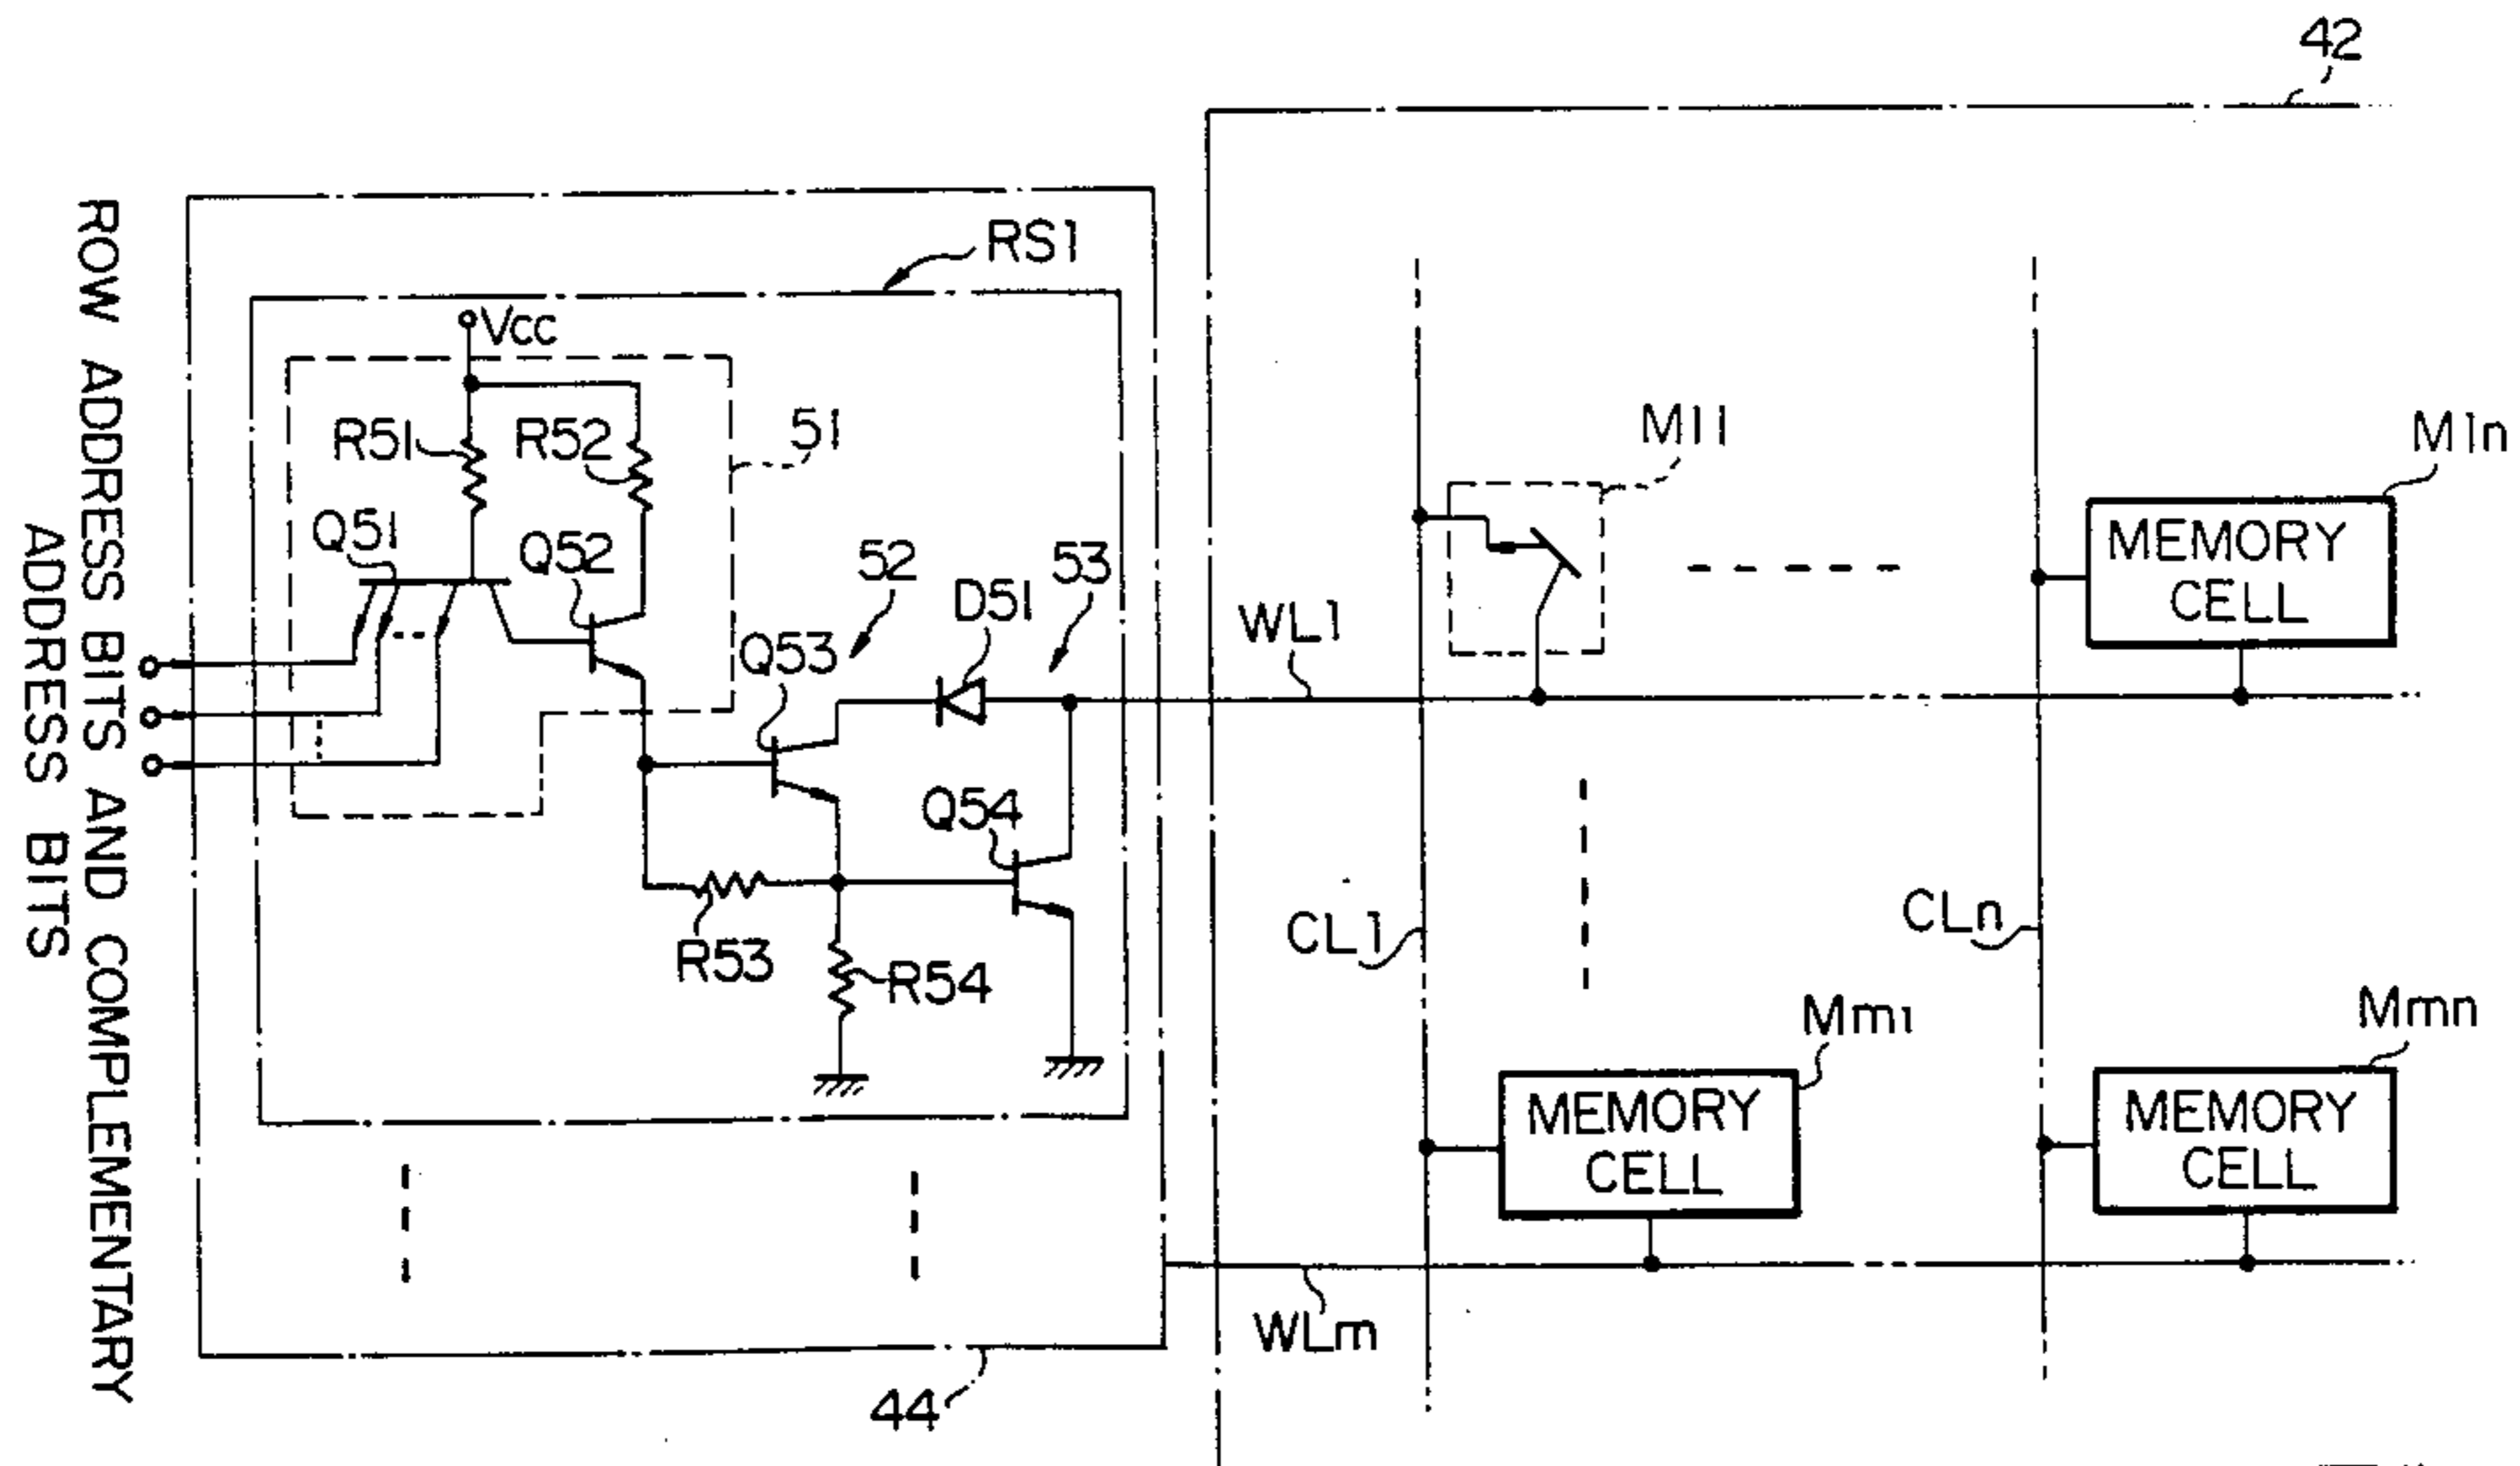 42
ROW ADDRESS BITS AND COMPLEMENTARY
ADDRESS BITS
RS1
Vcc
R51
R52
51
Q51
Q52
52
53
D51
Q53
Q54
R53
R54
44
WL1
M11
M1n
MEMORY
CELL
CL1
CLn
Mm1
MEMORY
CELL
Mmn
MEMORY
CELL
WLm